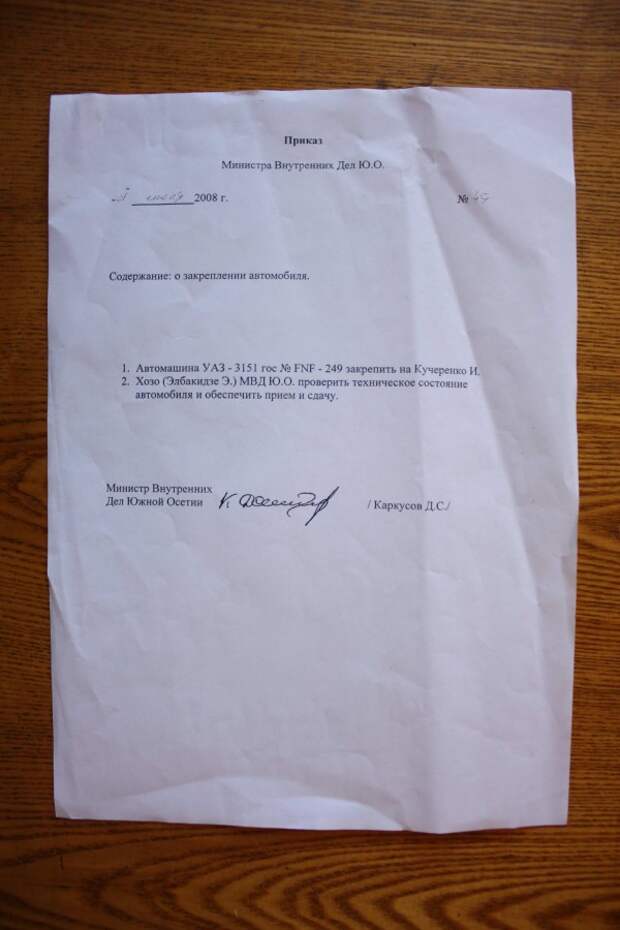 Приказ
Министра Внутренних Дел Ю.О.
2008 г. №
Содержание: о закреплении автомобиля.
1. Автомашина УАЗ - 3151 гос № FNF - 249 закрепить на Кучеренко И.
2. Хозо (Элбакидзе Э.) МВД Ю.О. проверить техническое состояние
автомобиля и обеспечить прием и сдачу.
Министр Внутренних
Дел Южной Осетии / Каркусов Д.С./